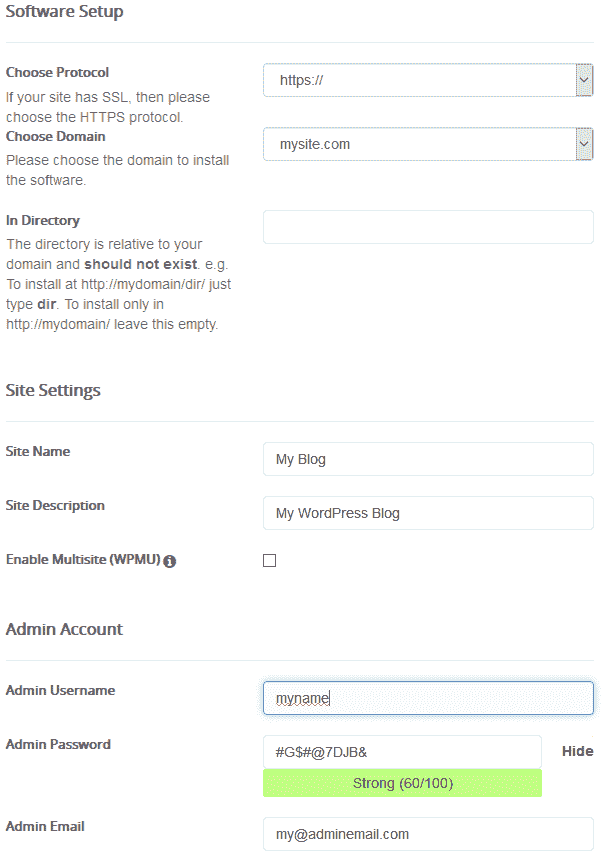 Software Setup
Choose Protocol
https://
If your site has SSL, then please
choose the HTTPS protocol.
Choose Domain
mysite.com
Please choose the domain to install
the software.
In Directory
The directory is relative to your
domain and should not exist. e.g.
To install at http://mydomain/dir/ just
type dir. To install only in
http://mydomain/ leave this empty.
Site Settings
Site Name
My Blog
Site Description
My WordPress Blog
Enable Multisite (WPMU)
Admin Account
Admin Username
myname
Admin Password
#G$#@7DJB&
Hide
Strong (60/100)
Admin Email
my@adminemail.com